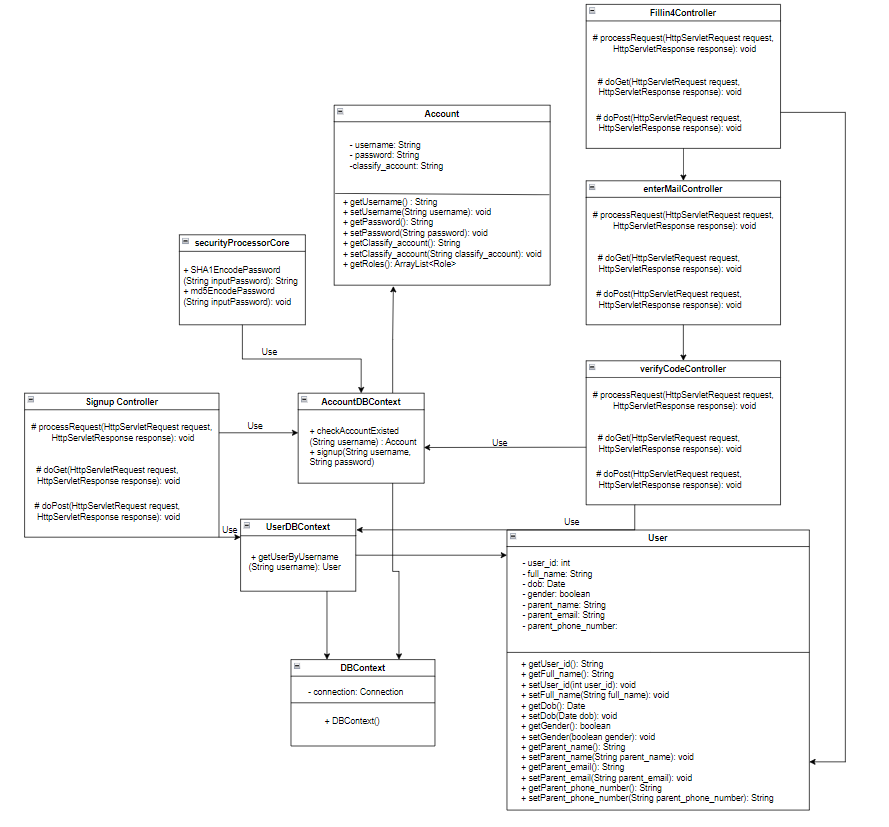 Fillin4Controller
# processRequest(HttpServletRequest request,
HttpServletResponse response): void
# doGet(HttpServletRequest request,
HttpServletResponse response): void
# doPost(HttpServletRequest request,
HttpServletResponse response): void
Account
- username: String
- password: String
-classify_account: String
+ getUsername() : String
+ setUsername(String username): void
+ getPassword(): String
+ setPassword(String password): void
+ getClassify_account(): String
+ setClassify_account(String classify_account): void
+ getRoles(): ArrayList<Role>
enterMailController
# processRequest(HttpServletRequest request,
HttpServletResponse response): void
# doGet(HttpServletRequest request,
HttpServletResponse response): void
# doPost(HttpServletRequest request,
HttpServletResponse response): void
securityProcessorCore
+ SHA1EncodePassword
(String inputPassword): String
+ md5EncodePassword
(String inputPassword): void
Use
verifyCodeController
# processRequest(HttpServletRequest request,
HttpServletResponse response): void
# doGet(HttpServletRequest request,
HttpServletResponse response): void
# doPost(HttpServletRequest request,
HttpServletResponse response): void
Signup Controller
# processRequest(HttpServletRequest request,
HttpServletResponse response): void
# doGet(HttpServletRequest request,
HttpServletResponse response): void
# doPost(HttpServletRequest request,
HttpServletResponse response): void
Use
AccountDBContext
+ checkAccountExisted
(String username) : Account
+ signup(String username,
String password)
Use
Use
UserDBContext
+ getUserByUsername
(String username): User
Use
User
- user_id: int
- full_name: String
- dob: Date
- gender: boolean
- parent_name: String
- parent_email: String
- parent_phone_number:
+ getUser_id(): String
+ getFull_name(): String
+ setUser_id(int user_id): void
+ setFull_name(String full_name): void
+ getDob(): Date
+ setDob(Date dob): void
+ getGender(): boolean
+ setGender(boolean gender): void
+ getParent_name(): String
+ setParent_name(String parent_name): void
+ getParent_email(): String
+ setParent_email(String parent_email): void
+ getParent_phone_number(): String
+ setParent_phone_number(String parent_phone_number): String
DBContext
- connection: Connection
+ DBContext()